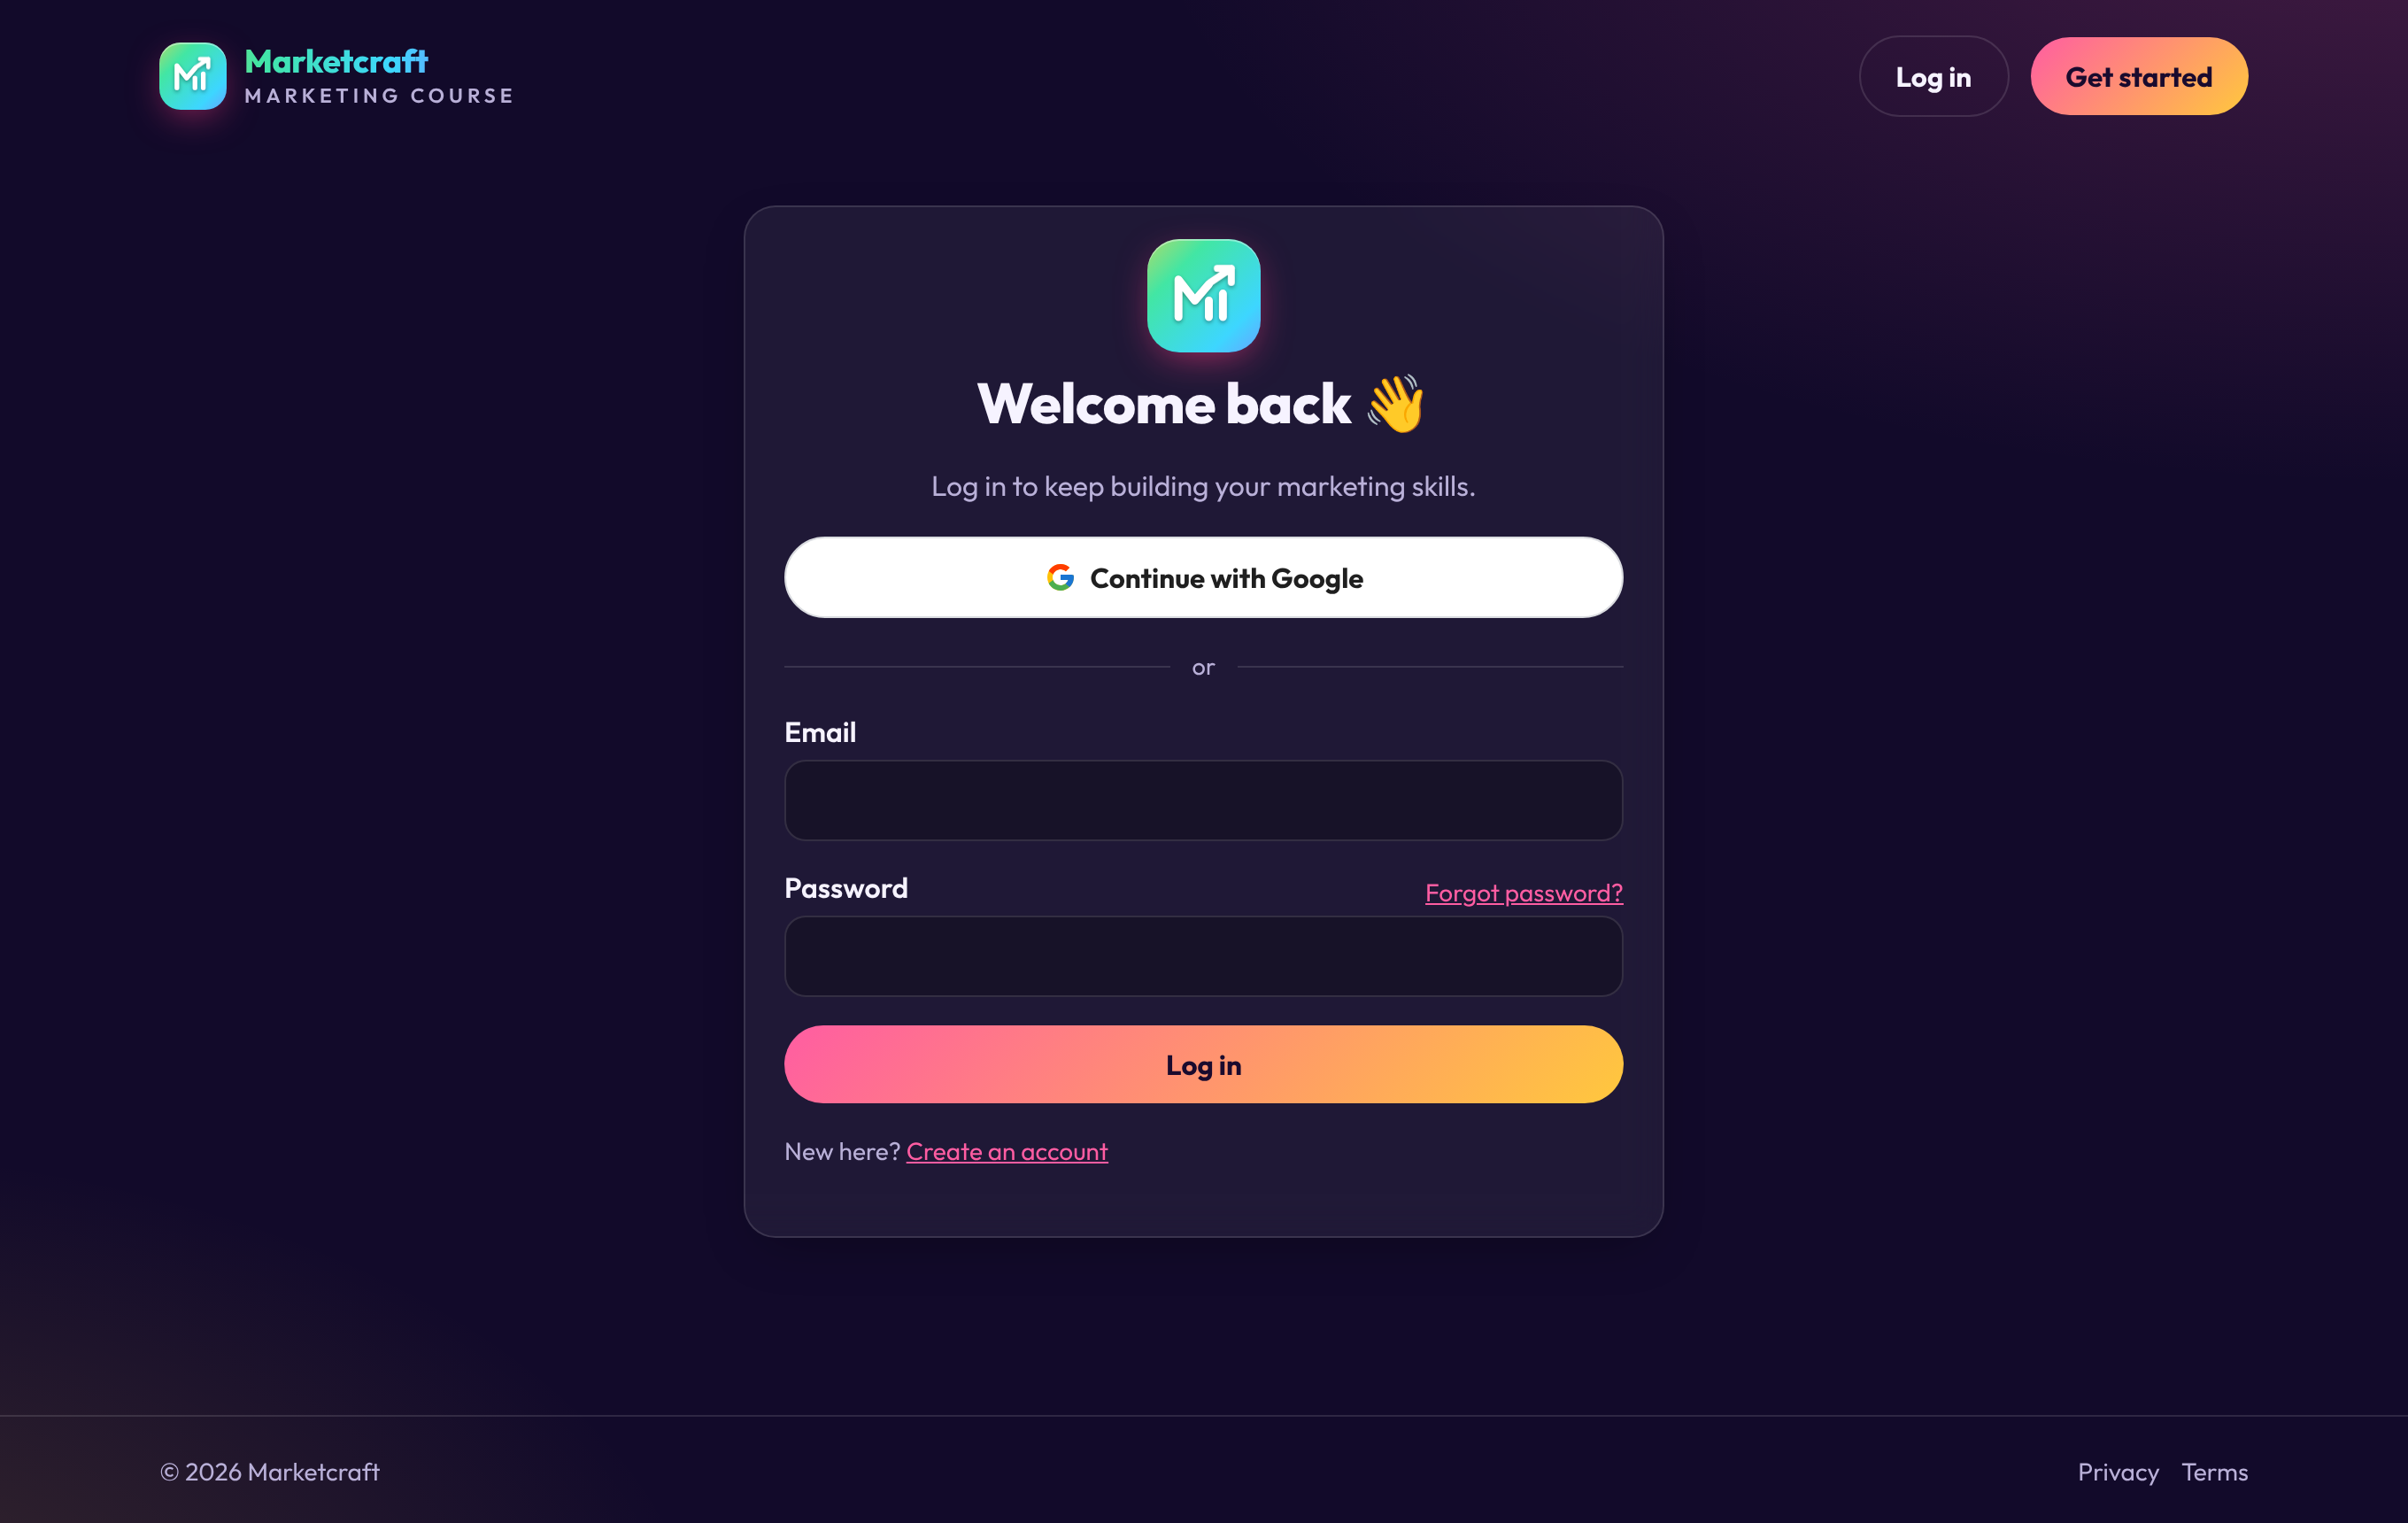 Marketcraft
MARKETING COURSE
Log in
Get started
Welcome back 👋
Log in to keep building your marketing skills.
Continue with Google
or
Email
Password
Forgot password?
Log in
New here? Create an account
© 2026 Marketcraft
Privacy
Terms